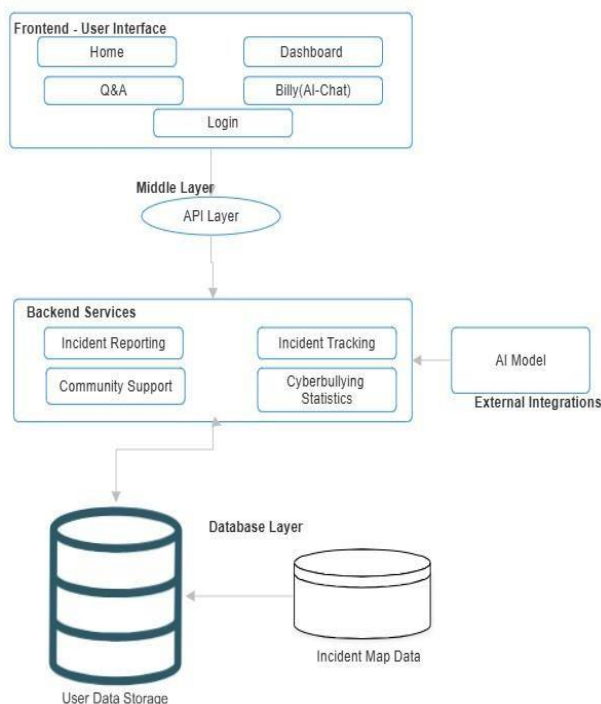 Frontend - User Interface
Home
Dashboard
Q&A
Billy(AI-Chat)
Login
Middle Layer
API Layer
Backend Services
Incident Reporting
Incident Tracking
Community Support
Cyberbullying
Statistics
AI Model
External Integrations
Database Layer
Incident Map Data
User Data Storage